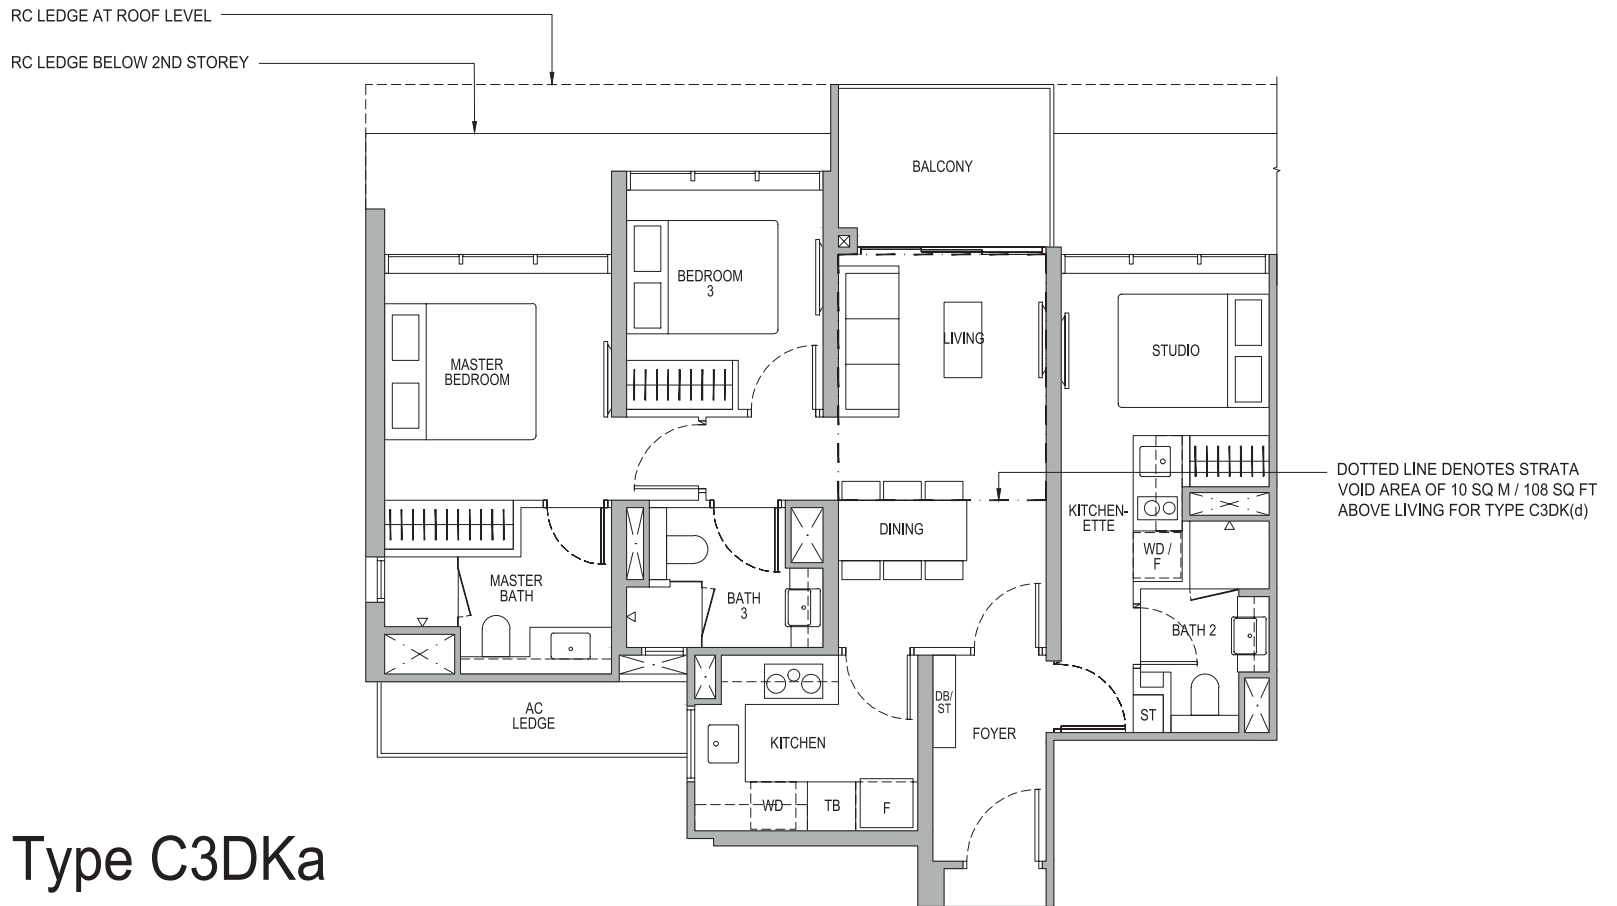 RC LEDGE AT ROOF LEVEL
RC LEDGE BELOW 2ND STOREY
BALCONY
BEDROOM
3
LIVING
STUDIO
MASTER
BEDROOM
DOTTED LINE DENOTES STRATA
VOID AREA OF 10 SQ M / 108 SQ FT
ABOVE LIVING FOR TYPE C3DK(d)
KITCHEN-
ETTE
DINING
WD /
F
MASTER
BATH
BATH
3
BATH 2
AC
LEDGE
DB/
ST
ST
FOYER
KITCHEN
WD
TB
F
Type C3DKa